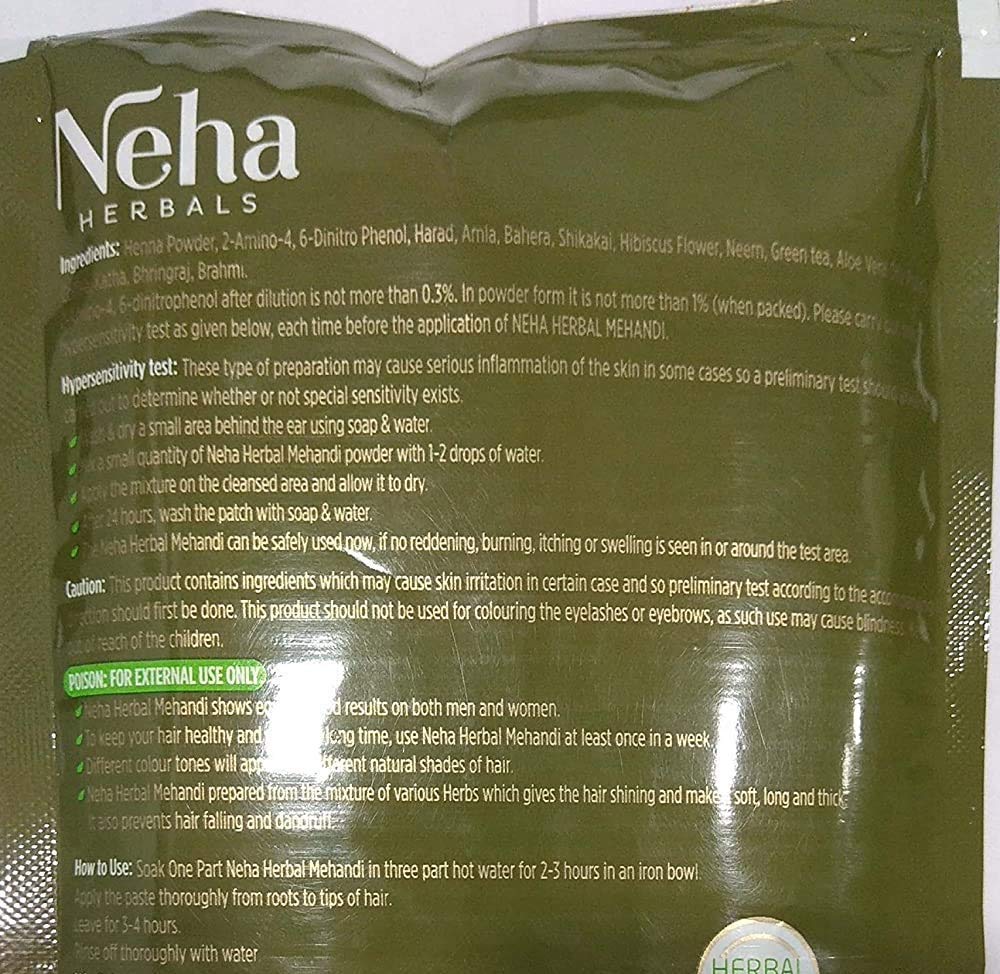 Neha
HERBALS
Ingredients: Henna Powder, 2-Amino-4, 6-Dinitro Phenol, Harad, Amla, Bahera, Shikakai, Hibiscus Flower, Neem, Green tea, Aloe Vera
Katha, Bhringraj, Brahmi.
6-dinitrophenol after dilution is not more than 0.3%. In powder form it is not more than 1% (when packed). Please carry
Hypersensitivity test as given below, each time before the application of NEHA HERBAL MEHANDI.
Hypersensitivity test: These type of preparation may cause serious inflammation of the skin in some cases so a preliminary test should
out to determine whether or not special sensitivity exists.
& dry a small area behind the ear using soap & water.
a small quantity of Neha Herbal Mehandi powder with 1-2 drops of water.
Apply the mixture on the cleansed area and allow it to dry.
After 24 hours, wash the patch with soap & water.
Neha Herbal Mehandi can be safely used now, if no reddening, burning, itching or swelling is seen in or around the test area.
Caution: This product contains ingredients which may cause skin irritation in certain case and so preliminary test according to the
should first be done. This product should not be used for colouring the eyelashes or eyebrows, as such use may cause blindness
of reach of the children.
POISON: FOR EXTERNAL USE ONLY
Neha Herbal Mehandi shows results on both men and women.
To keep your hair healthy and long time, use Neha Herbal Mehandi at least once in a week.
Different colour tones will different natural shades of hair.
Neha Herbal Mehandi prepared from the mixture of various Herbs which gives the hair shining and make soft, long and thick
It also prevents hair falling and dandruff.
How to Use: Soak One Part Neha Herbal Mehandi in three part hot water for 2-3 hours in an iron bowl.
Apply the paste thoroughly from roots to tips of hair.
Leave for 3-4 hours.
Rinse off thoroughly with water
HERBAL